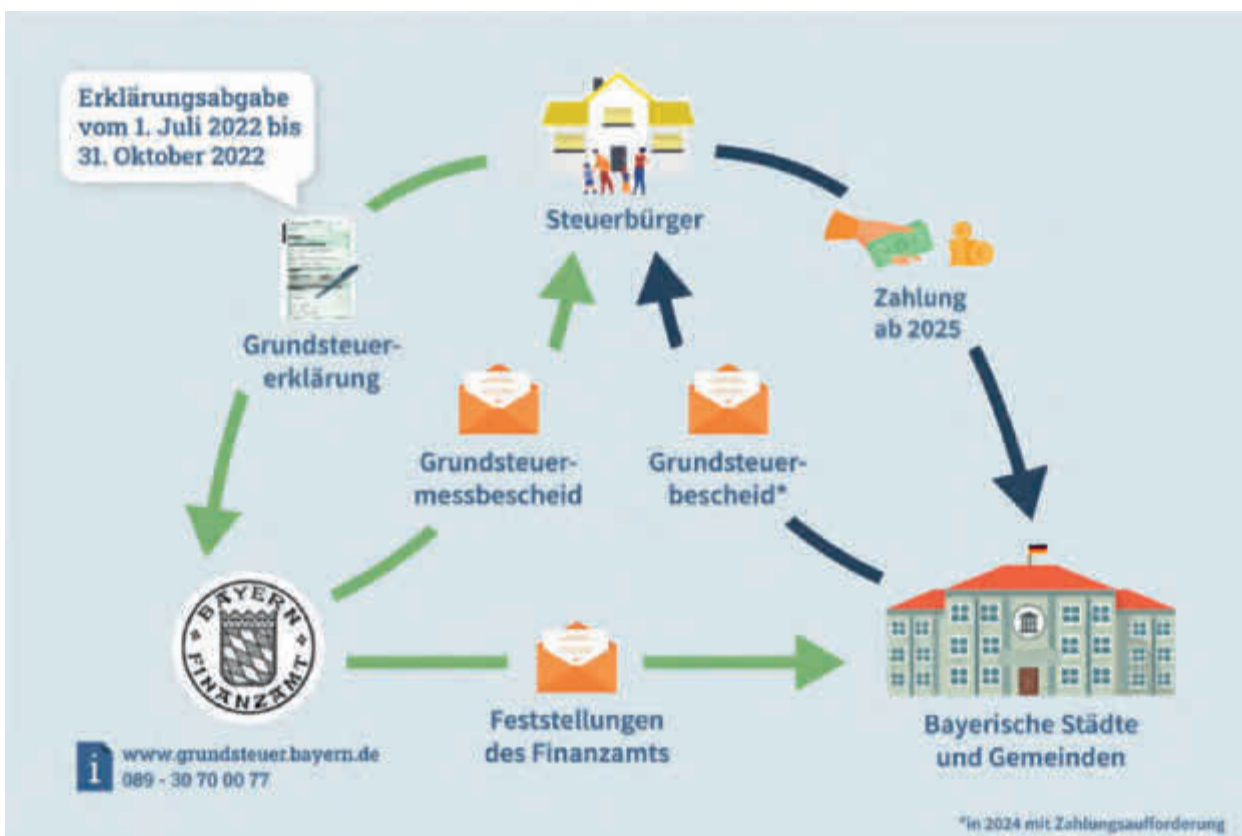 Erklärungsabgabe
vom 1. Juli 2022 bis
31. Oktober 2022
Steuerbürger
Zahlung
ab 2025
Grundsteuer-
erklärung
Grundsteuer-
messbescheid
Grundsteuer-
bescheid*
BAYERN
FINANZAMT
Feststellungen
des Finanzamts
Bayerische Städte
und Gemeinden
i www.grundsteuer.bayern.de
089 - 30 70 00 77
*in 2024 mit Zahlungsaufforderung